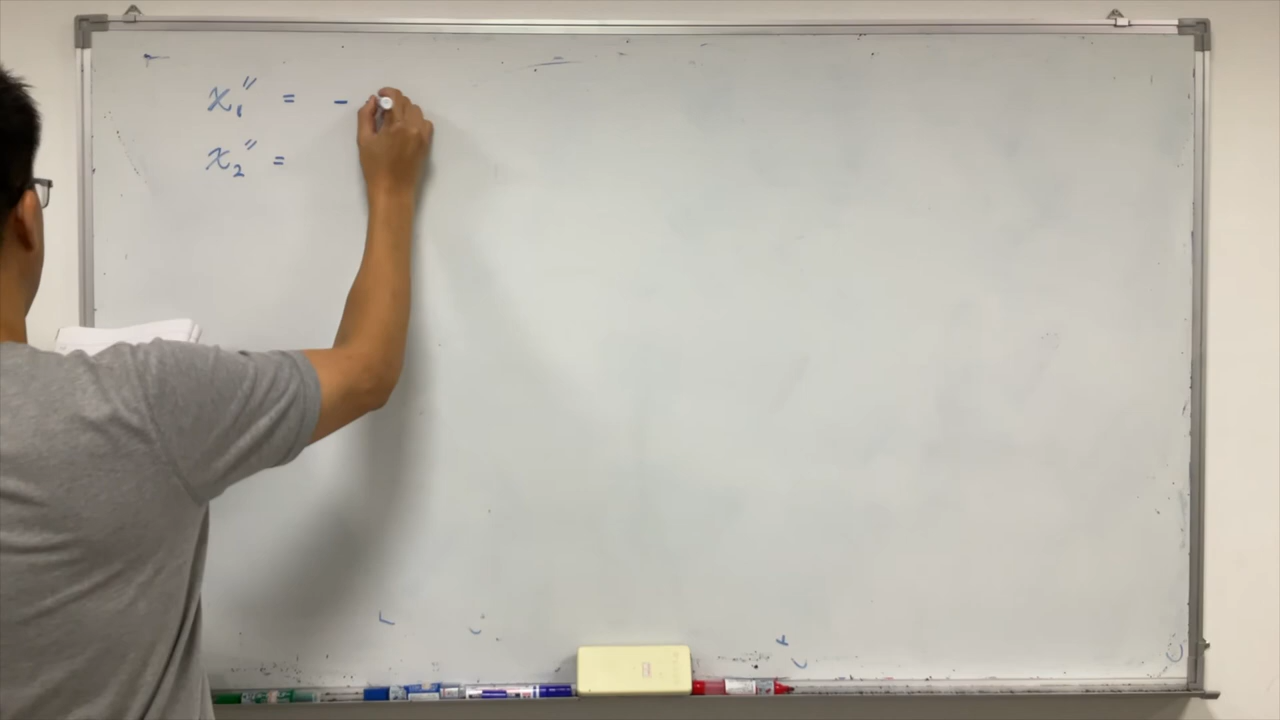 x₁'' = -
x₂'' =